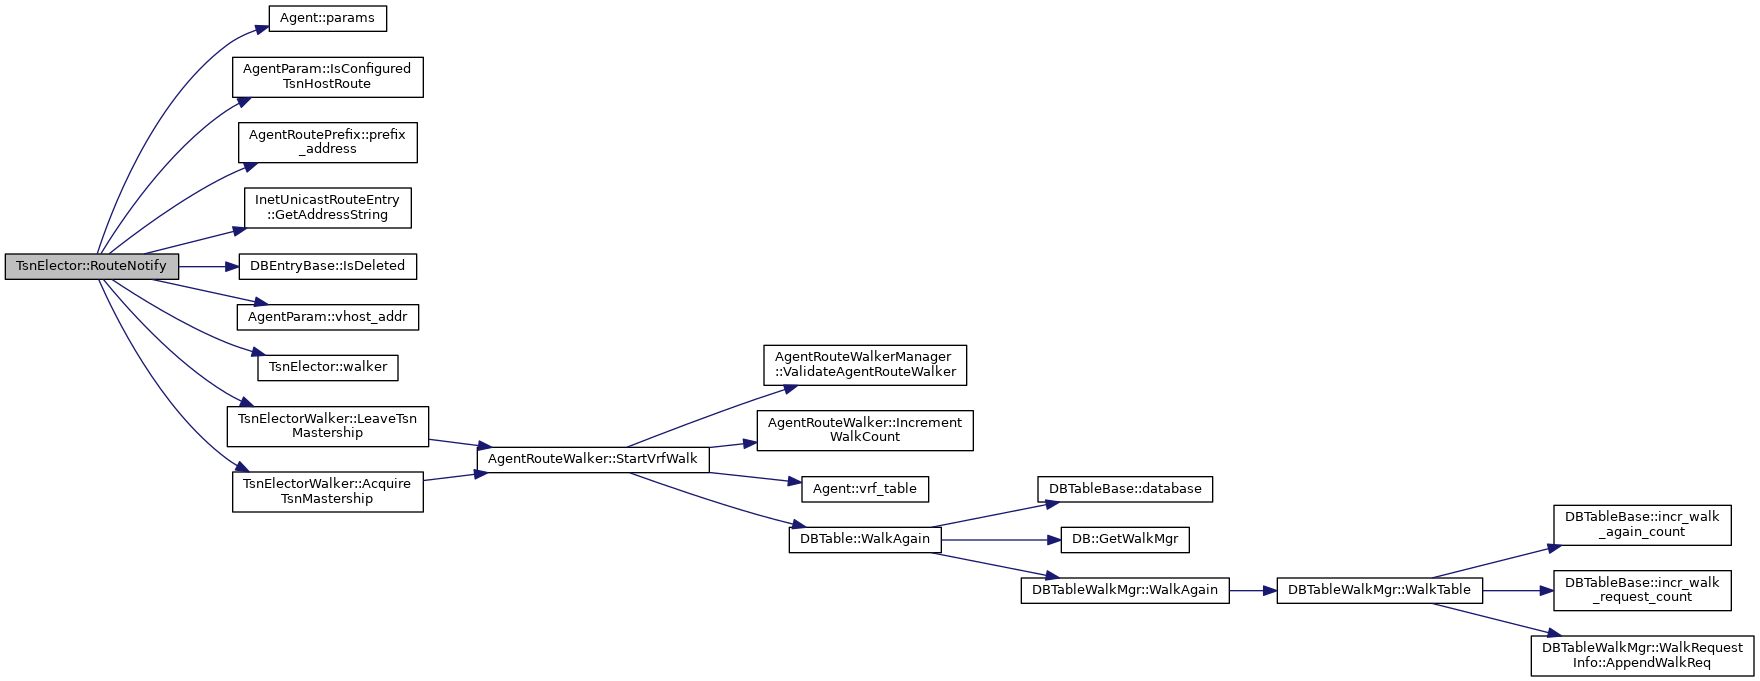 Agent::params
AgentParam::IsConfigured
TsnHostRoute
AgentRoutePrefix::prefix
_address
InetUnicastRouteEntry
::GetAddressString
TsnElector::RouteNotify
DBEntryBase::IsDeleted
AgentParam::vhost_addr
TsnElector::walker
TsnElectorWalker::LeaveTsn
Mastership
TsnElectorWalker::Acquire
TsnMastership
AgentRouteWalker::StartVrfWalk
AgentRouteWalkerManager
::ValidateAgentRouteWalker
AgentRouteWalker::Increment
WalkCount
Agent::vrf_table
DBTable::WalkAgain
DBTableBase::database
DB::GetWalkMgr
DBTableWalkMgr::WalkAgain
DBTableWalkMgr::WalkTable
DBTableBase::incr_walk
_again_count
DBTableBase::incr_walk
_request_count
DBTableWalkMgr::WalkRequest
Info::AppendWalkReq